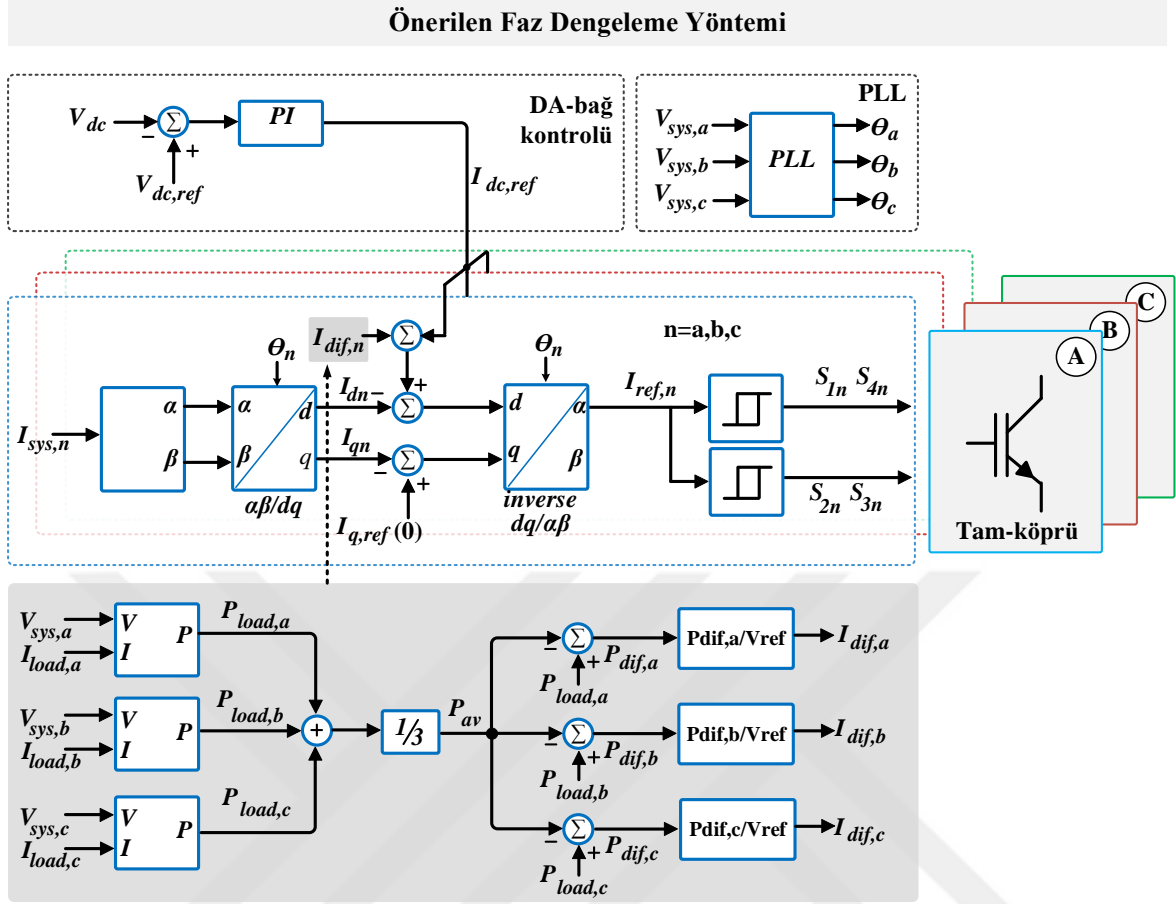 Önerilen Faz Dengeleme Yöntemi
V_dc
−
Σ
+
V_dc,ref
PI
DA-bağ
kontrolü
I_dc,ref
PLL
V_sys,a
V_sys,b
V_sys,c
PLL
Θ_a
Θ_b
Θ_c
I_dif,n
Σ
n=a,b,c
I_sys,n
α
β
Θ_n
α
β
d
q
αβ/dq
I_dn
−
+
Σ
I_qn
−
Σ
+
I_q,ref (0)
Θ_n
d
q
α
β
inverse
dq/αβ
I_ref,n
S_1n S_4n
S_2n S_3n
A
B
C
Tam-köprü
V_sys,a
I_load,a
V
I
P
P_load,a
V_sys,b
I_load,b
V
I
P
P_load,b
V_sys,c
I_load,c
V
I
P
P_load,c
+
1/3
P_av
−
Σ
+
P_load,a
P_dif,a
Pdif,a/Vref
I_dif,a
−
Σ
+
P_load,b
P_dif,b
Pdif,b/Vref
I_dif,b
−
Σ
+
P_load,c
P_dif,c
Pdif,c/Vref
I_dif,c